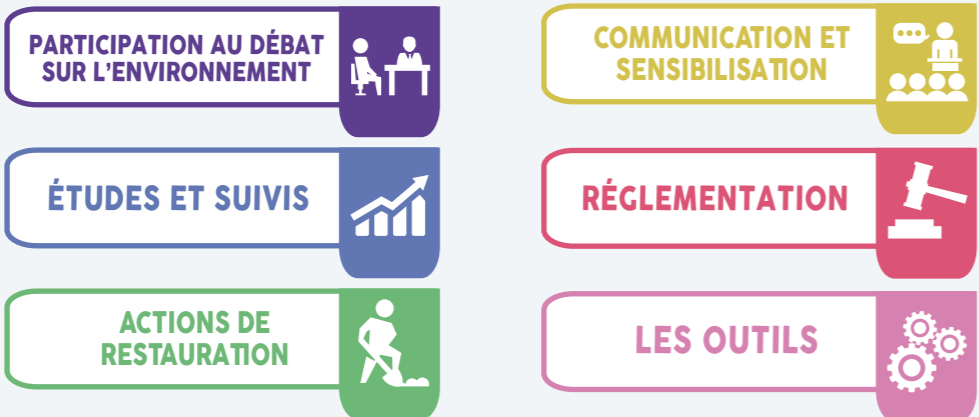 PARTICIPATION AU DÉBAT
SUR L'ENVIRONNEMENT
COMMUNICATION ET
SENSIBILISATION
ÉTUDES ET SUIVIS
RÉGLEMENTATION
ACTIONS DE
RESTAURATION
LES OUTILS